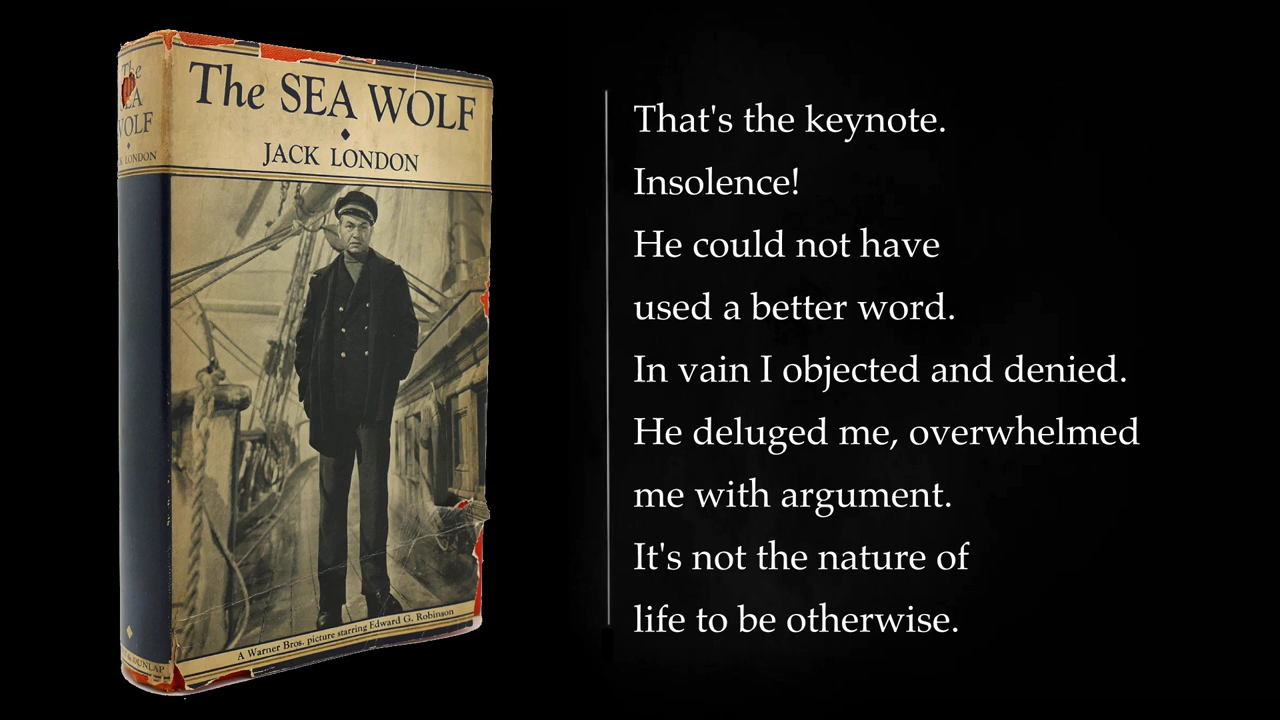 The
SEA
WOLF
LONDON
DUNLAP
The SEA WOLF
JACK LONDON
A Warner Bros. picture starring Edward G. Robinson
That's the keynote.
Insolence!
He could not have
used a better word.
In vain I objected and denied.
He deluged me, overwhelmed
me with argument.
It's not the nature of
life to be otherwise.